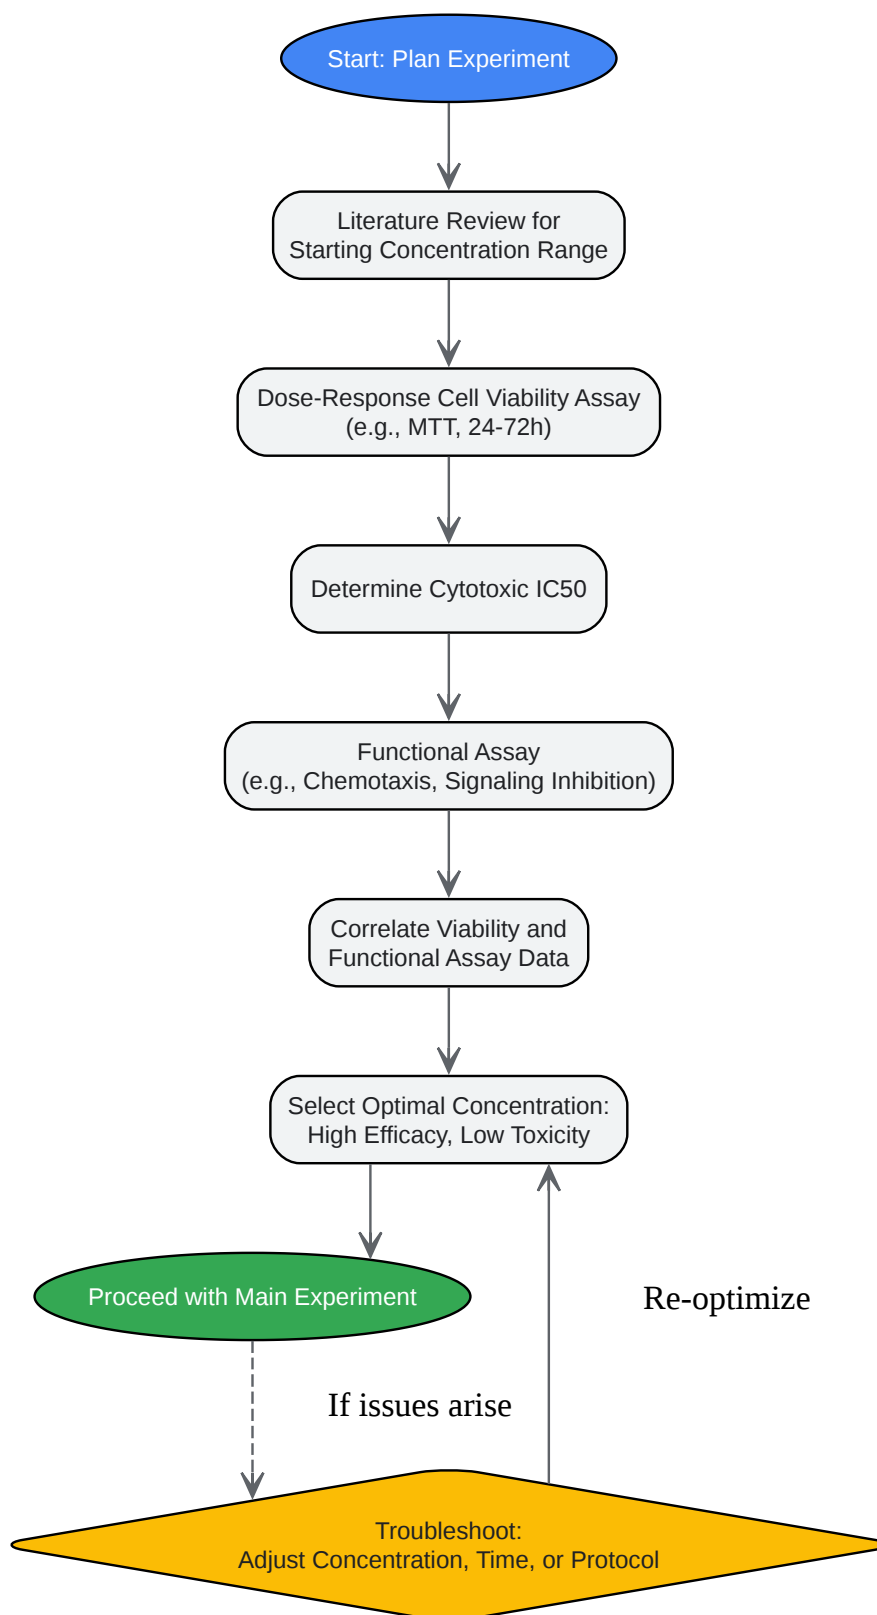 Start: Plan Experiment
Literature Review for
Starting Concentration Range
Dose-Response Cell Viability Assay
(e.g., MTT, 24-72h)
Determine Cytotoxic IC50
Functional Assay
(e.g., Chemotaxis, Signaling Inhibition)
Correlate Viability and
Functional Assay Data
Select Optimal Concentration:
High Efficacy, Low Toxicity
Proceed with Main Experiment
Re-optimize
If issues arise
Troubleshoot:
Adjust Concentration, Time, or Protocol